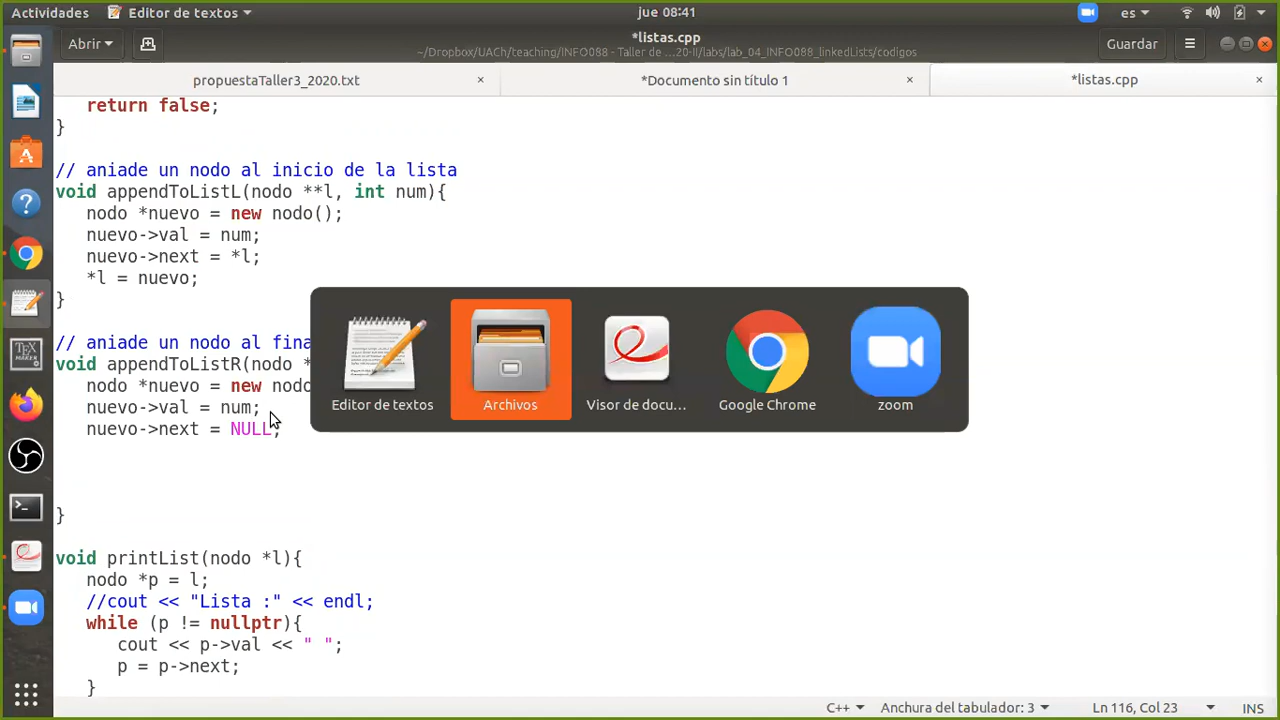 Actividades Editor de textos jue 08:41 es
Abrir *listas.cpp Guardar
~/Dropbox/UACh/teaching/INFO088 - Taller de ...20-II/labs/lab_04_INFO088_linkedLists/codigos
propuestaTaller3_2020.txt *Documento sin título 1 *listas.cpp
return false;
}
// aniade un nodo al inicio de la lista
void appendToListL(nodo **l, int num){
nodo *nuevo = new nodo();
nuevo->val = num;
nuevo->next = *l;
*l = nuevo;
}
// aniade un nodo al fina
void appendToListR(nodo *
nodo *nuevo = new nodo
nuevo->val = num;
nuevo->next = NULL;
}
void printList(nodo *l){
nodo *p = l;
//cout << "Lista :" << endl;
while (p != nullptr){
cout << p->val << " ";
p = p->next;
}
Editor de textos Archivos Visor de docu... Google Chrome zoom
TEX MAKER
C++ Anchura del tabulador: 3 Ln 116, Col 23 INS